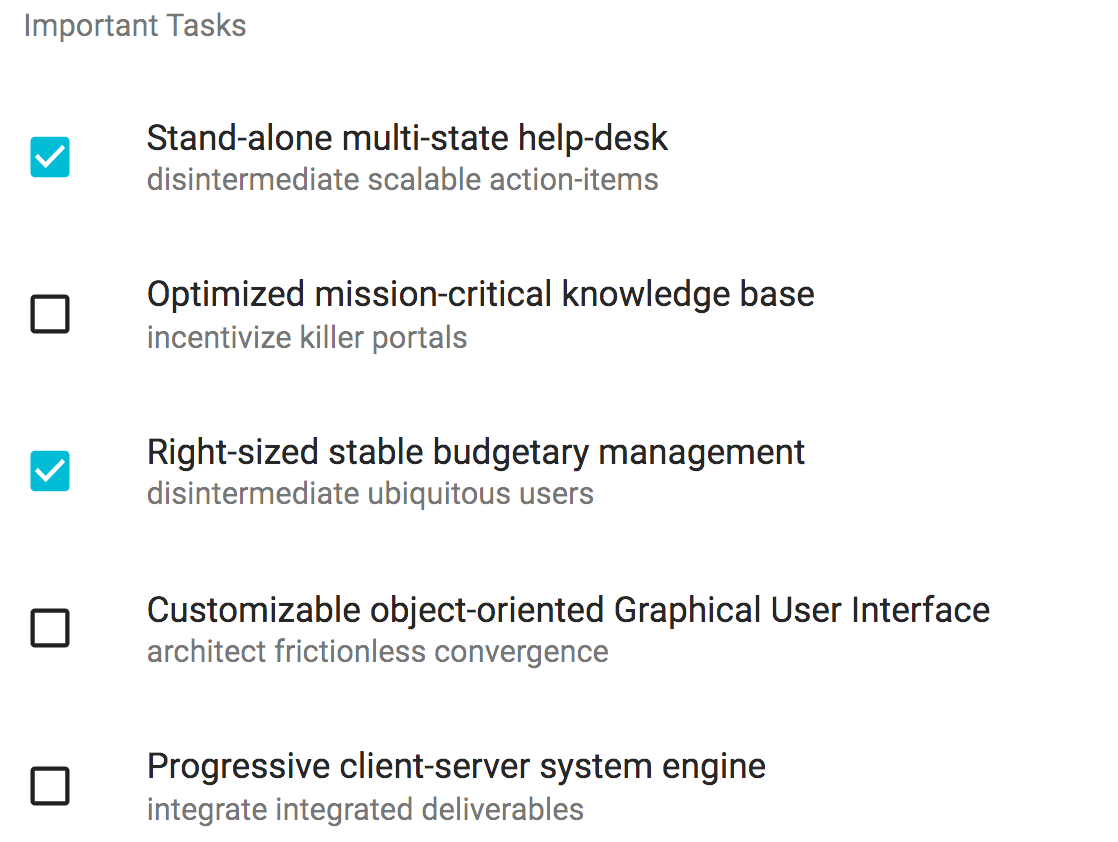 Important Tasks
Stand-alone multi-state help-desk
disintermediate scalable action-items
Optimized mission-critical knowledge base
incentivize killer portals
Right-sized stable budgetary management
disintermediate ubiquitous users
Customizable object-oriented Graphical User Interface
architect frictionless convergence
Progressive client-server system engine
integrate integrated deliverables